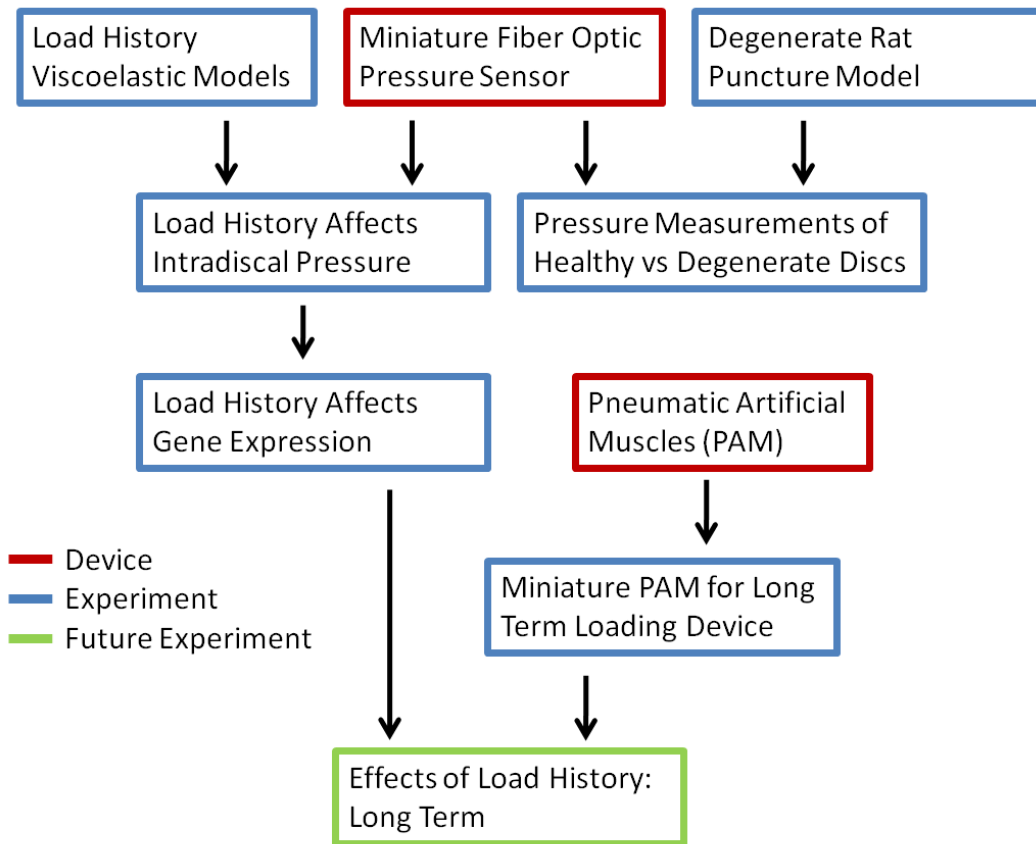 Load History
Viscoelastic Models
Miniature Fiber Optic
Pressure Sensor
Degenerate Rat
Puncture Model
Load History Affects
Intradiscal Pressure
Pressure Measurements of
Healthy vs Degenerate Discs
Load History Affects
Gene Expression
Pneumatic Artificial
Muscles (PAM)
Device
Experiment
Future Experiment
Miniature PAM for Long
Term Loading Device
Effects of Load History:
Long Term